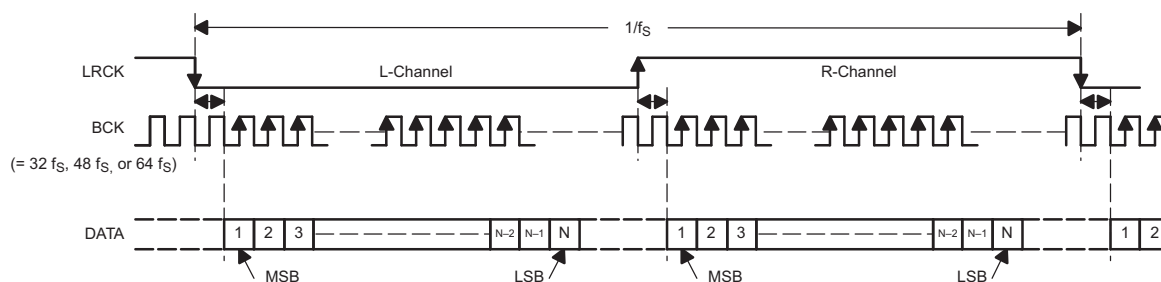 1/fS
LRCK
L-Channel
R-Channel
BCK
(= 32 fS, 48 fS, or 64 fS)
DATA
1 2 3 N–2 N–1 N 1 2 3 N–2 N–1 N 1 2
MSB LSB MSB LSB